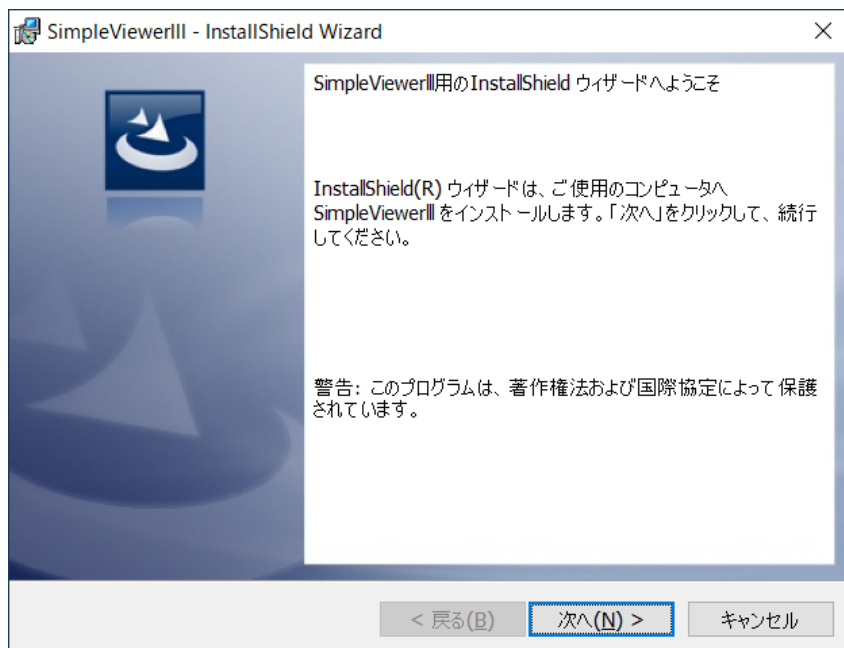 SimpleViewerIII - InstallShield Wizard
SimpleViewerIII用のInstallShield ウィザードへようこそ
InstallShield(R) ウィザードは、ご使用のコンピュータへ
SimpleViewerIII をインストールします。「次へ」をクリックして、続行
してください。
警告: このプログラムは、著作権法および国際協定によって保護
されています。
< 戻る(B)
次へ(N) >
キャンセル